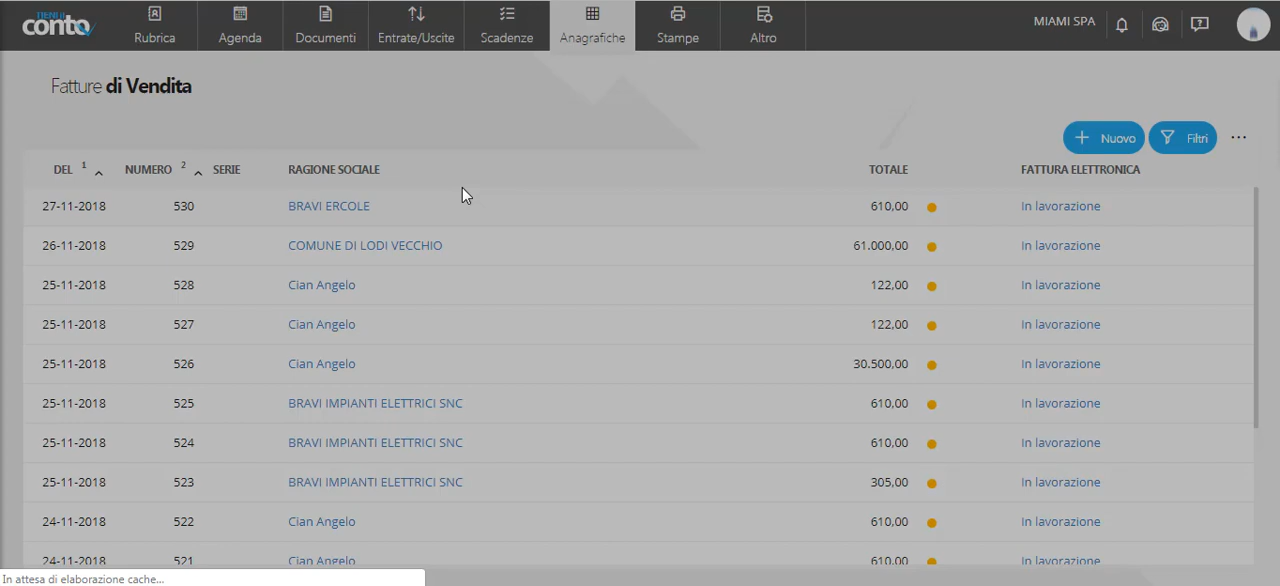 TIENI IL
conto
Rubrica
Agenda
Documenti
Entrate/Uscite
Scadenze
Anagrafiche
Stampe
Altro
MIAMI SPA
Fatture di Vendita
Nuovo
Filtri
DEL 1 NUMERO 2 SERIE RAGIONE SOCIALE TOTALE FATTURA ELETTRONICA
27-11-2018 530 BRAVI ERCOLE 610,00 In lavorazione
26-11-2018 529 COMUNE DI LODI VECCHIO 61.000,00 In lavorazione
25-11-2018 528 Cian Angelo 122,00 In lavorazione
25-11-2018 527 Cian Angelo 122,00 In lavorazione
25-11-2018 526 Cian Angelo 30.500,00 In lavorazione
25-11-2018 525 BRAVI IMPIANTI ELETTRICI SNC 610,00 In lavorazione
25-11-2018 524 BRAVI IMPIANTI ELETTRICI SNC 610,00 In lavorazione
25-11-2018 523 BRAVI IMPIANTI ELETTRICI SNC 305,00 In lavorazione
24-11-2018 522 Cian Angelo 610,00 In lavorazione
24-11-2018 521 Cian Angelo 610,00 In lavorazione
In attesa di elaborazione cache...